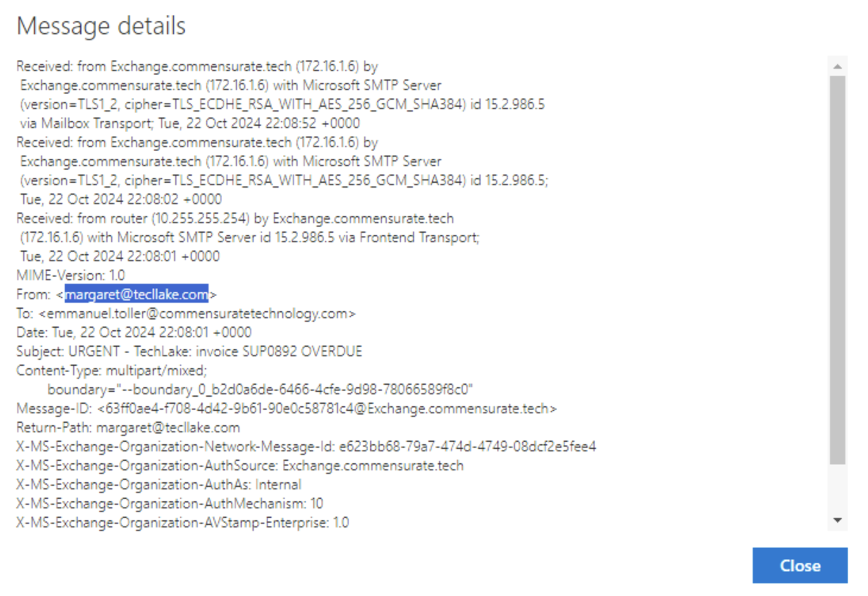 Message details
Received: from Exchange.commensurate.tech (172.16.1.6) by
Exchange.commensurate.tech (172.16.1.6) with Microsoft SMTP Server
(version=TLS1_2, cipher=TLS_ECDHE_RSA_WITH_AES_256_GCM_SHA384) id 15.2.986.5
via Mailbox Transport; Tue, 22 Oct 2024 22:08:52 +0000
Received: from Exchange.commensurate.tech (172.16.1.6) by
Exchange.commensurate.tech (172.16.1.6) with Microsoft SMTP Server
(version=TLS1_2, cipher=TLS_ECDHE_RSA_WITH_AES_256_GCM_SHA384) id 15.2.986.5;
Tue, 22 Oct 2024 22:08:02 +0000
Received: from router (10.255.255.254) by Exchange.commensurate.tech
(172.16.1.6) with Microsoft SMTP Server id 15.2.986.5 via Frontend Transport;
Tue, 22 Oct 2024 22:08:01 +0000
MIME-Version: 1.0
From: <margaret@tecllake.com>
To: <emmanuel.toller@commensuratetechnology.com>
Date: Tue, 22 Oct 2024 22:08:01 +0000
Subject: URGENT - TechLake: invoice SUP0892 OVERDUE
Content-Type: multipart/mixed;
boundary="--boundary_0_b2d0a6de-6466-4cfe-9d98-78066589f8c0"
Message-ID: <63ff0ae4-f708-4d42-9b61-90e0c58781c4@Exchange.commensurate.tech>
Return-Path: margaret@tecllake.com
X-MS-Exchange-Organization-Network-Message-Id: e623bb68-79a7-474d-4749-08dcf2e5fee4
X-MS-Exchange-Organization-AuthSource: Exchange.commensurate.tech
X-MS-Exchange-Organization-AuthAs: Internal
X-MS-Exchange-Organization-AuthMechanism: 10
X-MS-Exchange-Organization-AVStamp-Enterprise: 1.0
Close